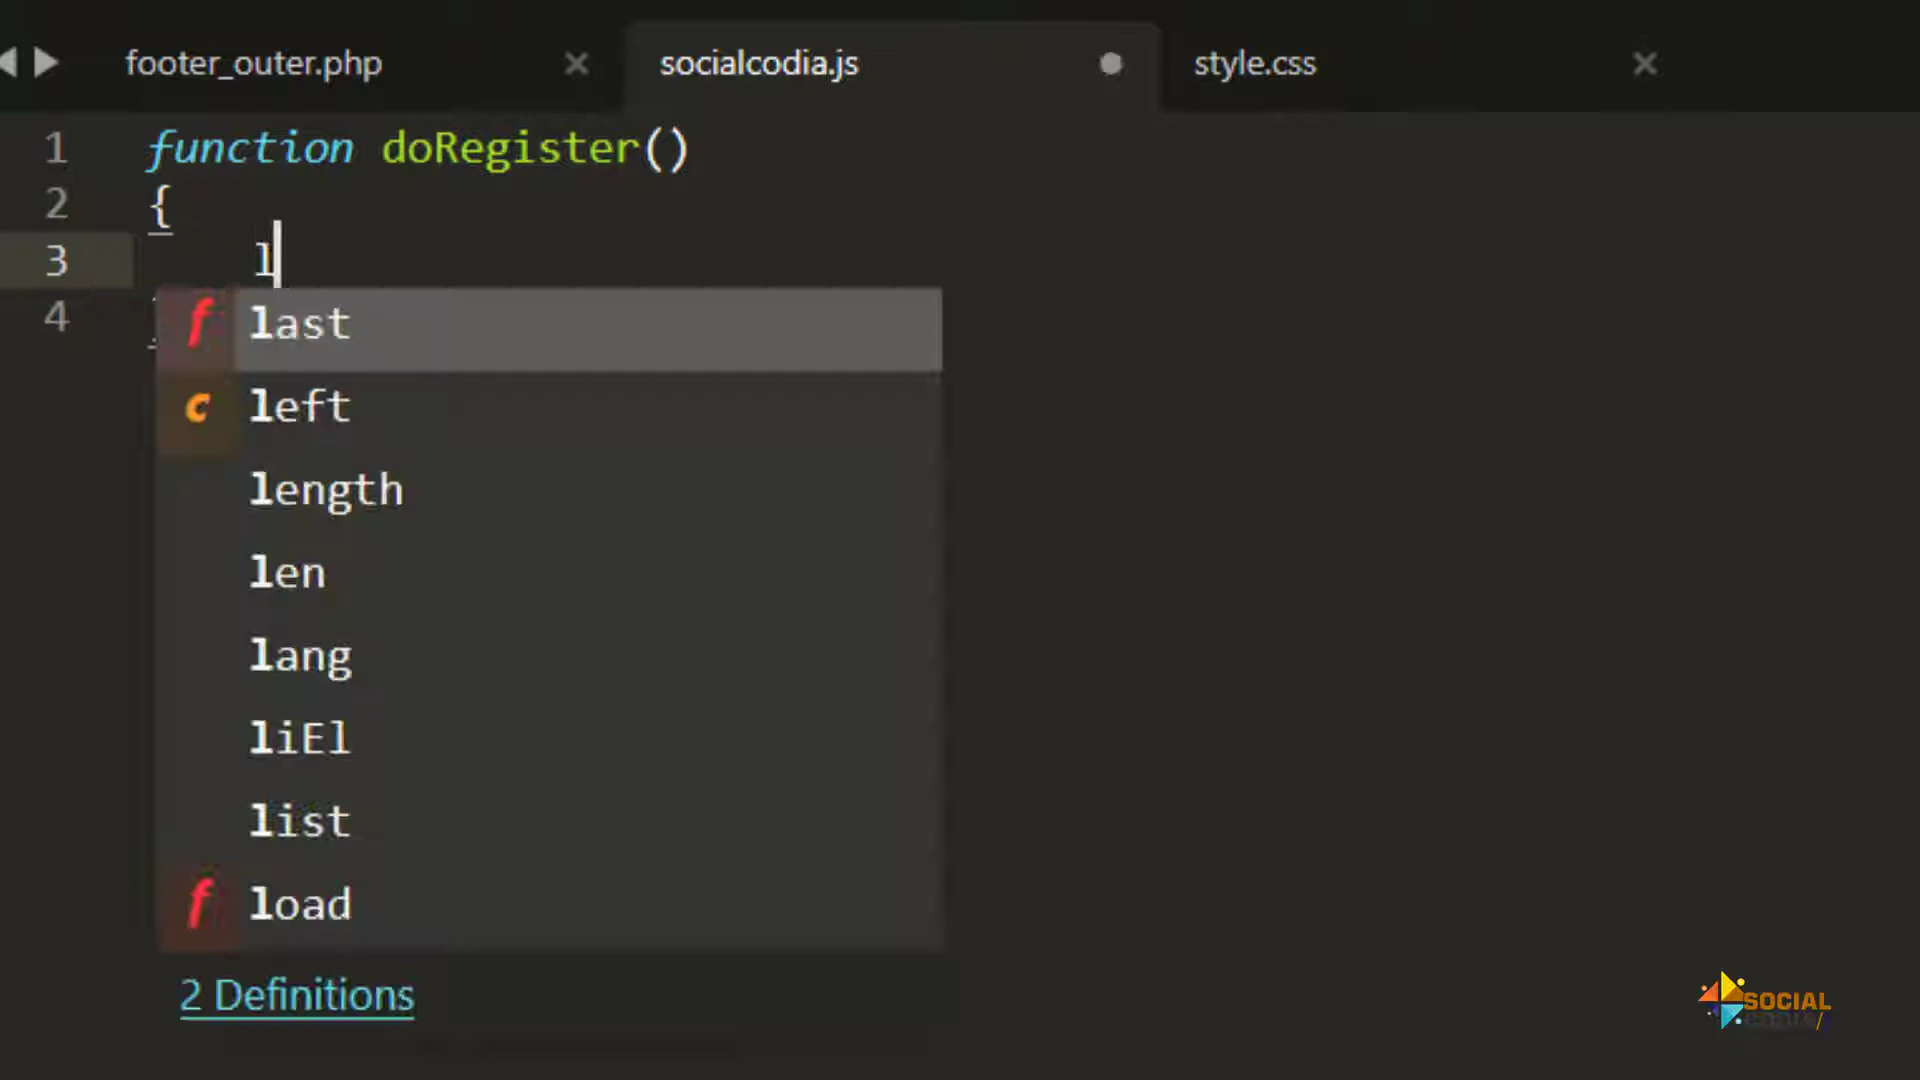 footer_outer.php × socialcodia.js style.css ×
1 function doRegister()
2 {
3 l
4
f last
c left
length
len
lang
liEl
list
f load
2 Definitions
SOCIAL